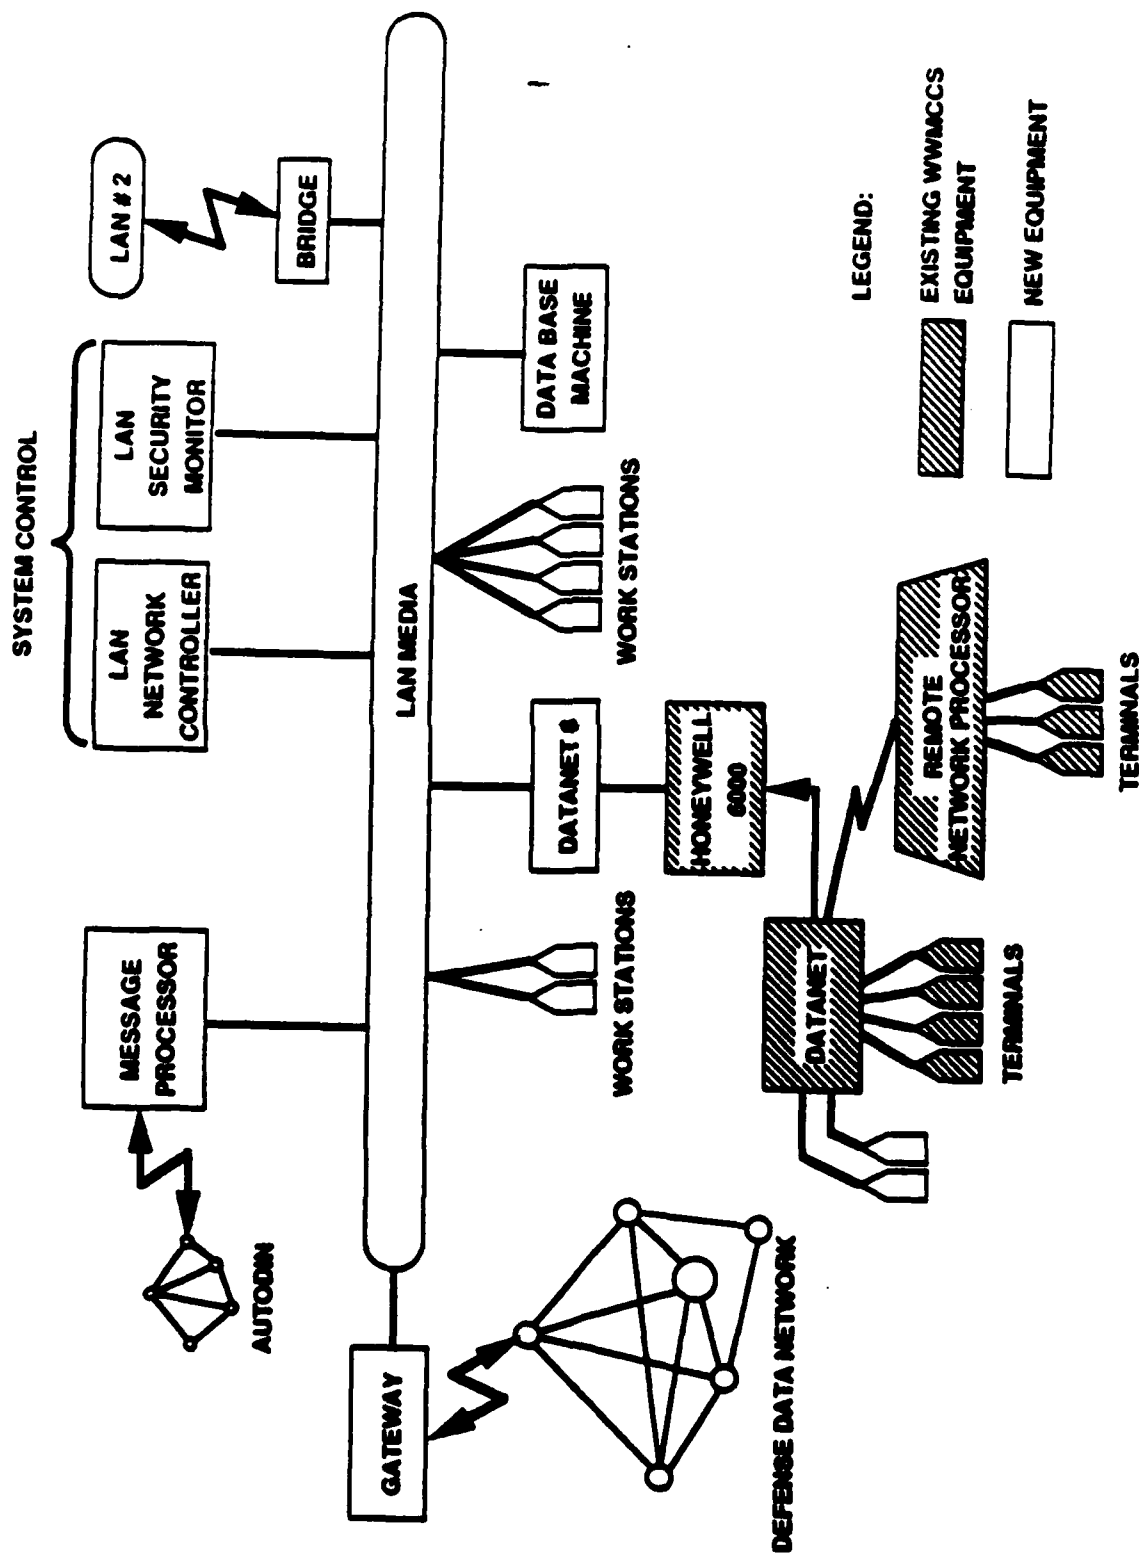 SYSTEM CONTROL
MESSAGE
PROCESSOR
LAN
NETWORK
CONTROLLER
LAN
SECURITY
MONITOR
LAN # 2
AUTODIN
BRIDGE
GATEWAY
LAN MEDIA
DATANET 8
DATA BASE
MACHINE
WORK STATIONS
WORK STATIONS
HONEYWELL
6000
DEFENSE DATA NETWORK
DATANET
TERMINALS
REMOTE
NETWORK PROCESSOR
TERMINALS
LEGEND:
EXISTING WWMCCS
EQUIPMENT
NEW EQUIPMENT